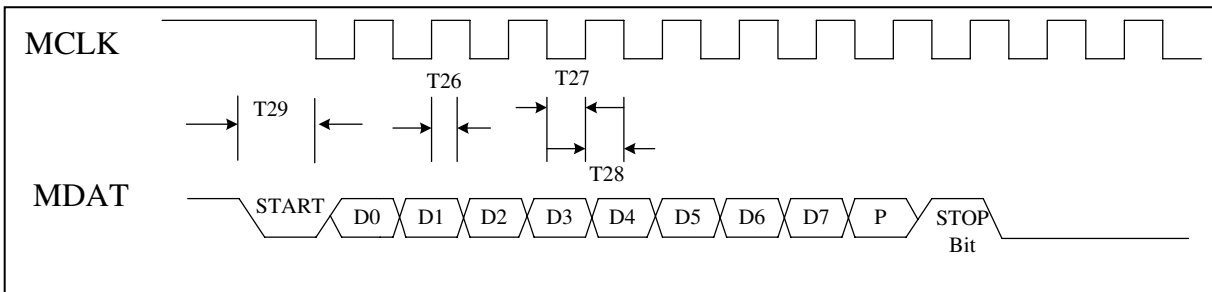 MCLK
T26
T27
T29
T28
MDAT
START
D0
D1
D2
D3
D4
D5
D6
D7
P
STOP
Bit